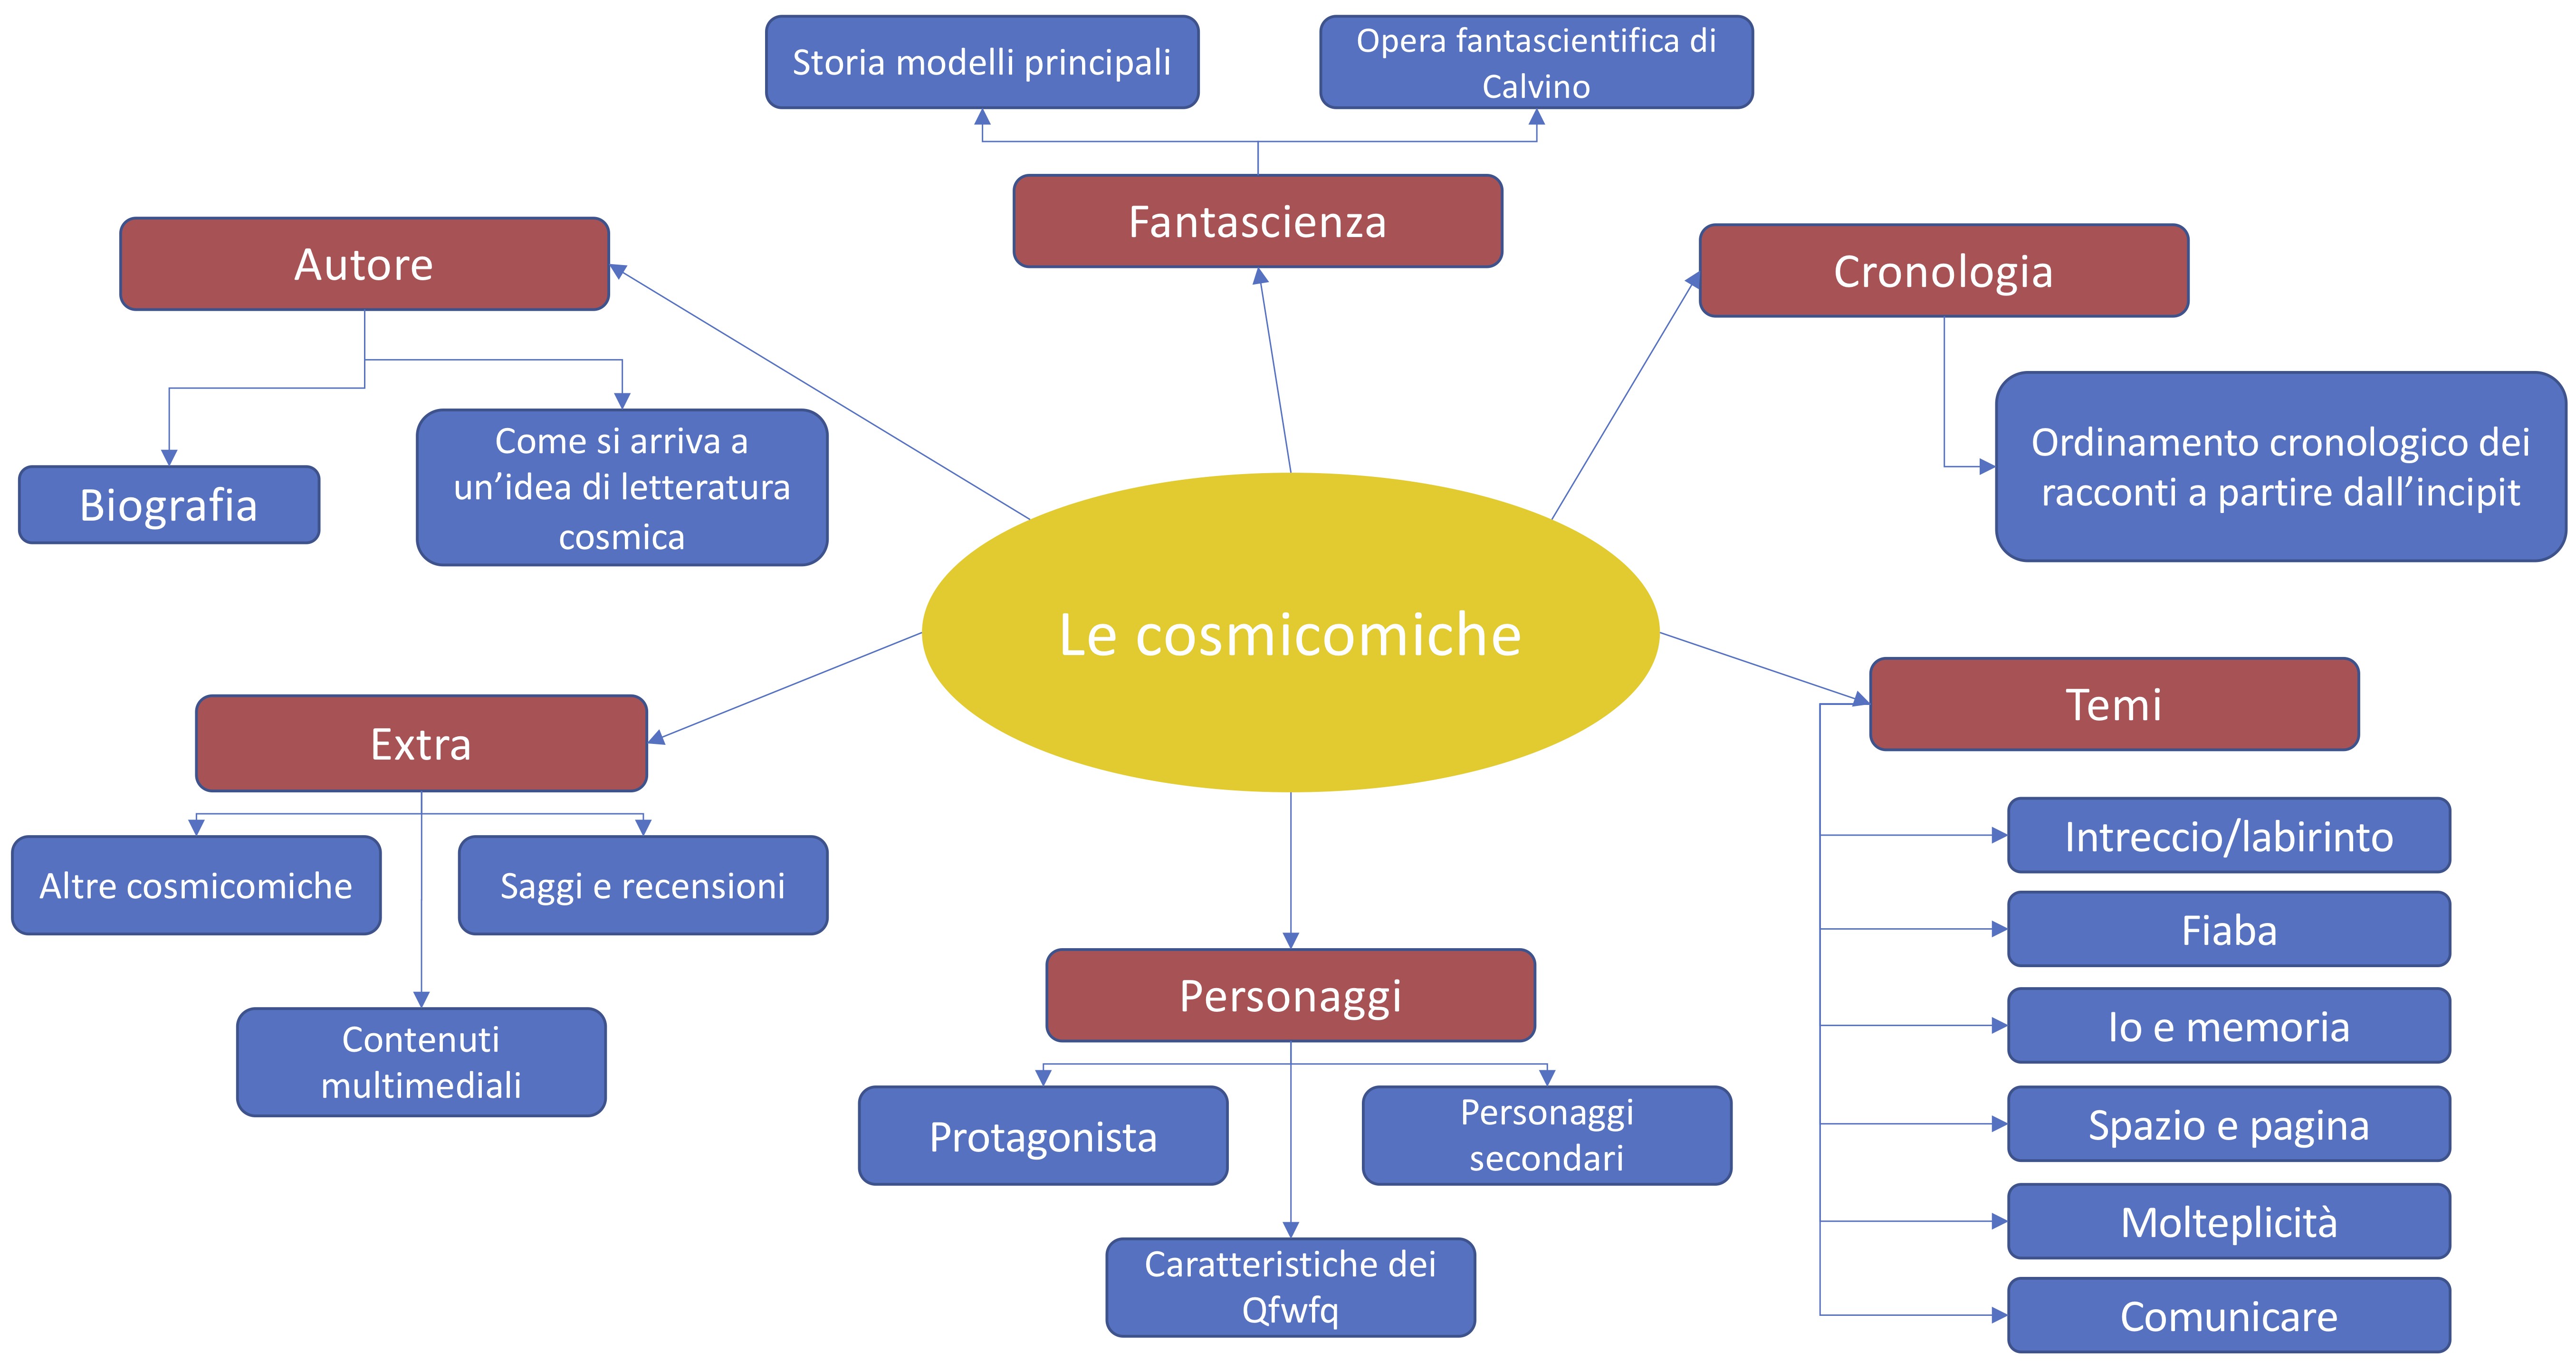 Storia modelli principali
Opera fantascientifica di
Calvino
Fantascienza
Autore
Cronologia
Biografia
Come si arriva a
un’idea di letteratura
cosmica
Ordinamento cronologico dei
racconti a partire dall’incipit
Le cosmicomiche
Extra
Temi
Altre cosmicomiche
Saggi e recensioni
Contenuti
multimediali
Personaggi
Protagonista
Personaggi
secondari
Caratteristiche dei
Qfwfq
Intreccio/labirinto
Fiaba
Io e memoria
Spazio e pagina
Molteplicità
Comunicare